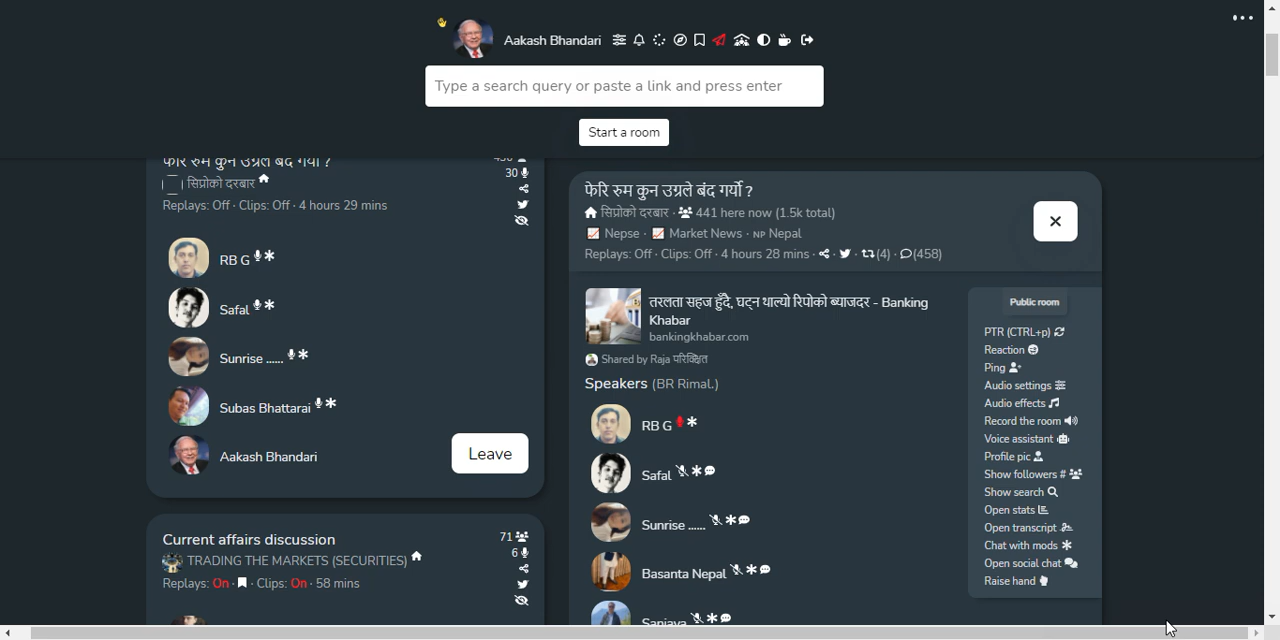 Aakash Bhandari
Type a search query or paste a link and press enter
Start a room
फेरि रुम कुन उग्रले बंद गर्यो ?
30
सिप्रोको दरबार
Replays: Off · Clips: Off · 4 hours 29 mins
RB G
Safal
Sunrise ......
Subas Bhattarai
Aakash Bhandari
Leave
Current affairs discussion
71
6
TRADING THE MARKETS (SECURITIES)
Replays: On · Clips: On · 58 mins
फेरि रुम कुन उग्रले बंद गर्यो ?
सिप्रोको दरबार · 441 here now (1.5k total)
Nepse · Market News · NP Nepal
Replays: Off · Clips: Off · 4 hours 28 mins · · · (4) · (458)
तरलता सहज हुँदै, घट्न थाल्यो रिपोको ब्याजदर - Banking
Khabar
bankingkhabar.com
Shared by Raja परिक्षित
Speakers (BR Rimal.)
RB G
Safal
Sunrise ......
Basanta Nepal
Sanjaya
Public room
PTR (CTRL+p)
Reaction
Ping
Audio settings
Audio effects
Record the room
Voice assistant
Profile pic
Show followers #
Show search
Open stats
Open transcript
Chat with mods
Open social chat
Raise hand